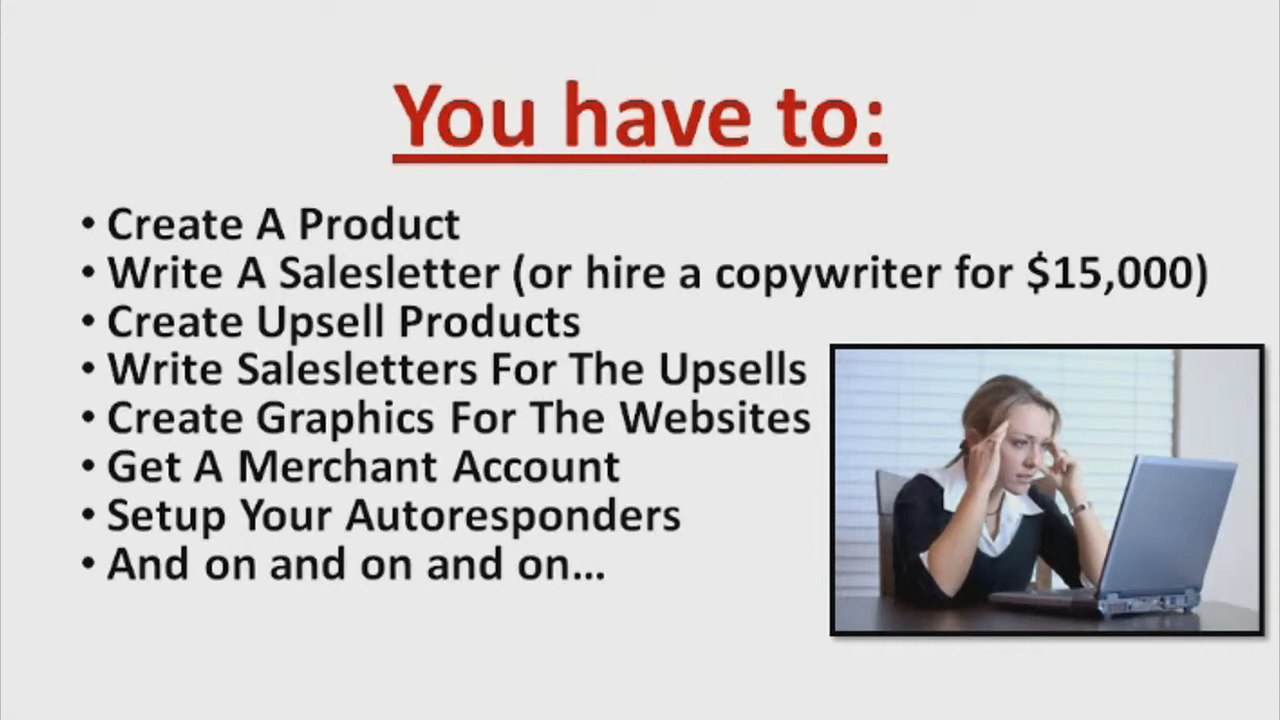 You have to:
• Create A Product
• Write A Salesletter (or hire a copywriter for $15,000)
• Create Upsell Products
• Write Salesletters For The Upsells
• Create Graphics For The Websites
• Get A Merchant Account
• Setup Your Autoresponders
• And on and on and on...